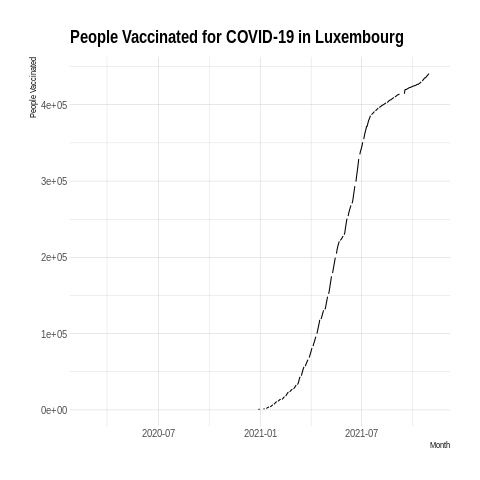 People Vaccinated for COVID-19 in Luxembourg
People Vaccinated
4e+05
3e+05
2e+05
1e+05
0e+00
2020-07
2021-01
2021-07
Month